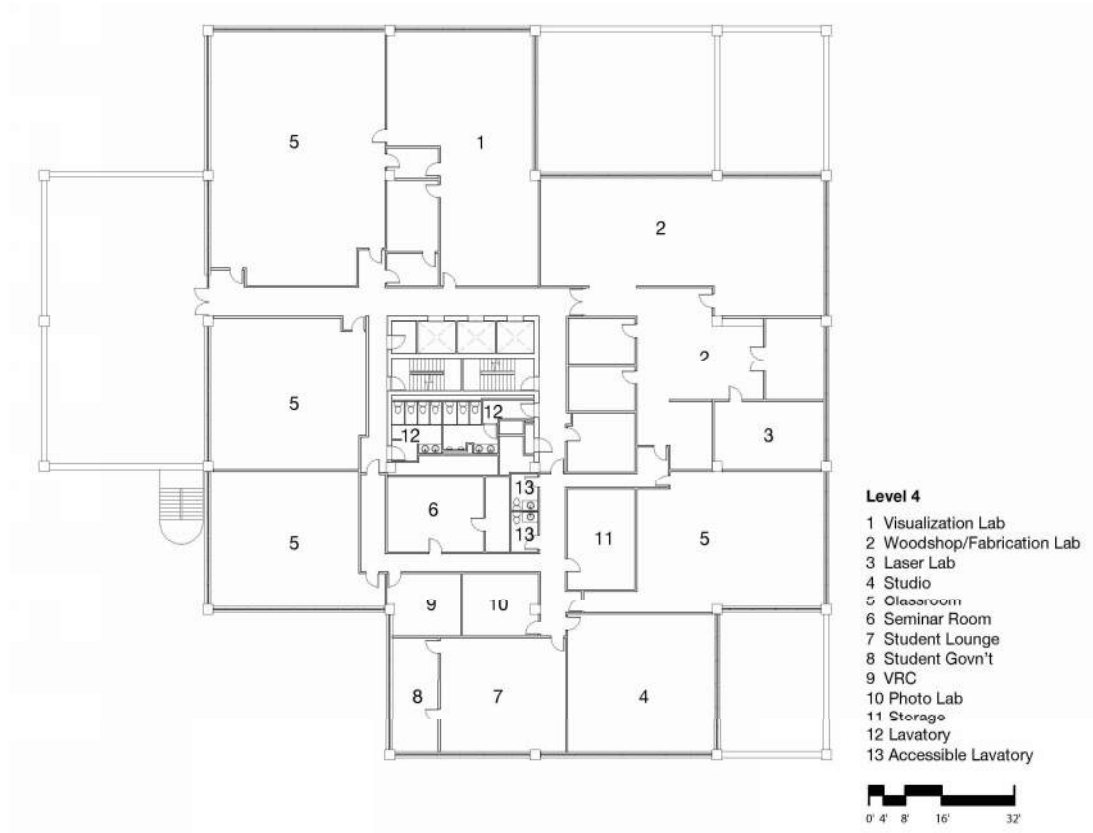 5
1
2
2
5
12
12
3
13
6
13
11
5
5
9
10
8
7
4
Level 4
1 Visualization Lab
2 Woodshop/Fabrication Lab
3 Laser Lab
4 Studio
5 Classroom
6 Seminar Room
7 Student Lounge
8 Student Govn't
9 VRC
10 Photo Lab
11 Storage
12 Lavatory
13 Accessible Lavatory
0' 4' 8' 16' 32'